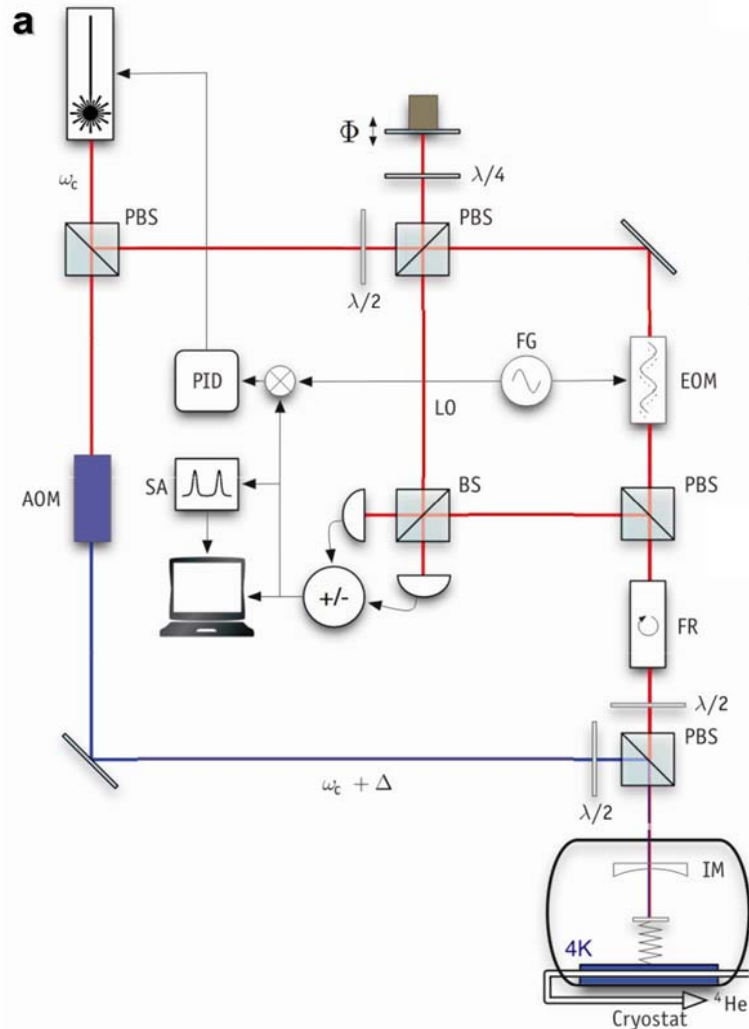 a
Φ
λ/4
ω_c
PBS
PBS
λ/2
FG
PID
EOM
LO
SA
BS
PBS
AOM
+/-
FR
λ/2
PBS
ω_c + Δ
λ/2
IM
4K
⁴He
Cryostat